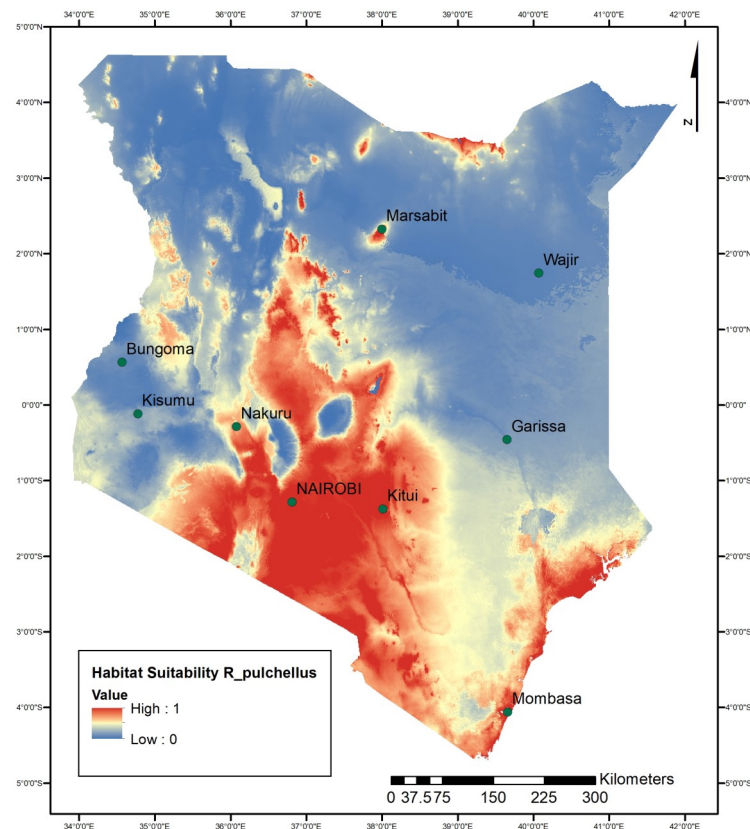 34°0'0"E 35°0'0"E 36°0'0"E 37°0'0"E 38°0'0"E 39°0'0"E 40°0'0"E 41°0'0"E 42°0'0"E
5°0'0"N 5°0'0"N
4°0'0"N 4°0'0"N
N
3°0'0"N 3°0'0"N
Marsabit
2°0'0"N 2°0'0"N
Wajir
1°0'0"N 1°0'0"N
Bungoma
Kisumu
0°0'0" 0°0'0"
Nakuru
Garissa
1°0'0"S 1°0'0"S
NAIROBI Kitui
2°0'0"S 2°0'0"S
3°0'0"S 3°0'0"S
Habitat Suitability R_pulchellus
Value
High : 1
Low : 0
Mombasa
4°0'0"S 4°0'0"S
Kilometers
0 37.5 75 150 225 300
5°0'0"S 5°0'0"S
34°0'0"E 35°0'0"E 36°0'0"E 37°0'0"E 38°0'0"E 39°0'0"E 40°0'0"E 41°0'0"E 42°0'0"E